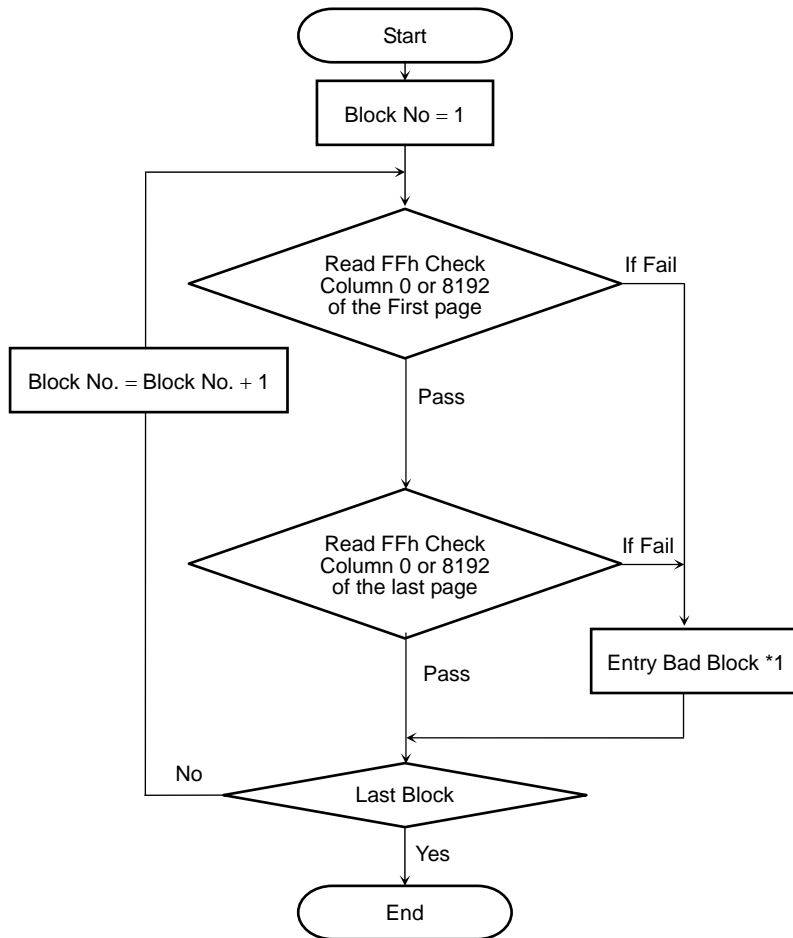 Start
Block No = 1
Read FFh Check
Column 0 or 8192
of the First page
If Fail
Block No. = Block No. + 1
Pass
Read FFh Check
Column 0 or 8192
of the last page
If Fail
Entry Bad Block *1
Pass
No
Last Block
Yes
End